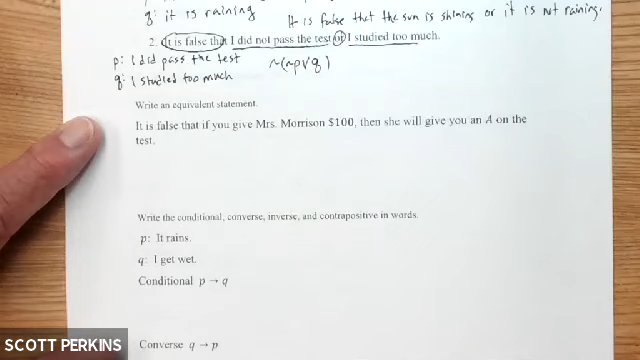 q: it is raining
It is false that the sun is shining or it is not raining.
2. It is false that I did not pass the test or I studied too much.
p: I did pass the test
~(~p∨q)
q: I studied too much
Write an equivalent statement.
It is false that if you give Mrs. Morrison $100, then she will give you an A on the
test.
Write the conditional, converse, inverse, and contrapositive in words.
p: It rains.
q: I get wet.
Conditional p → q
Converse q → p
SCOTT PERKINS